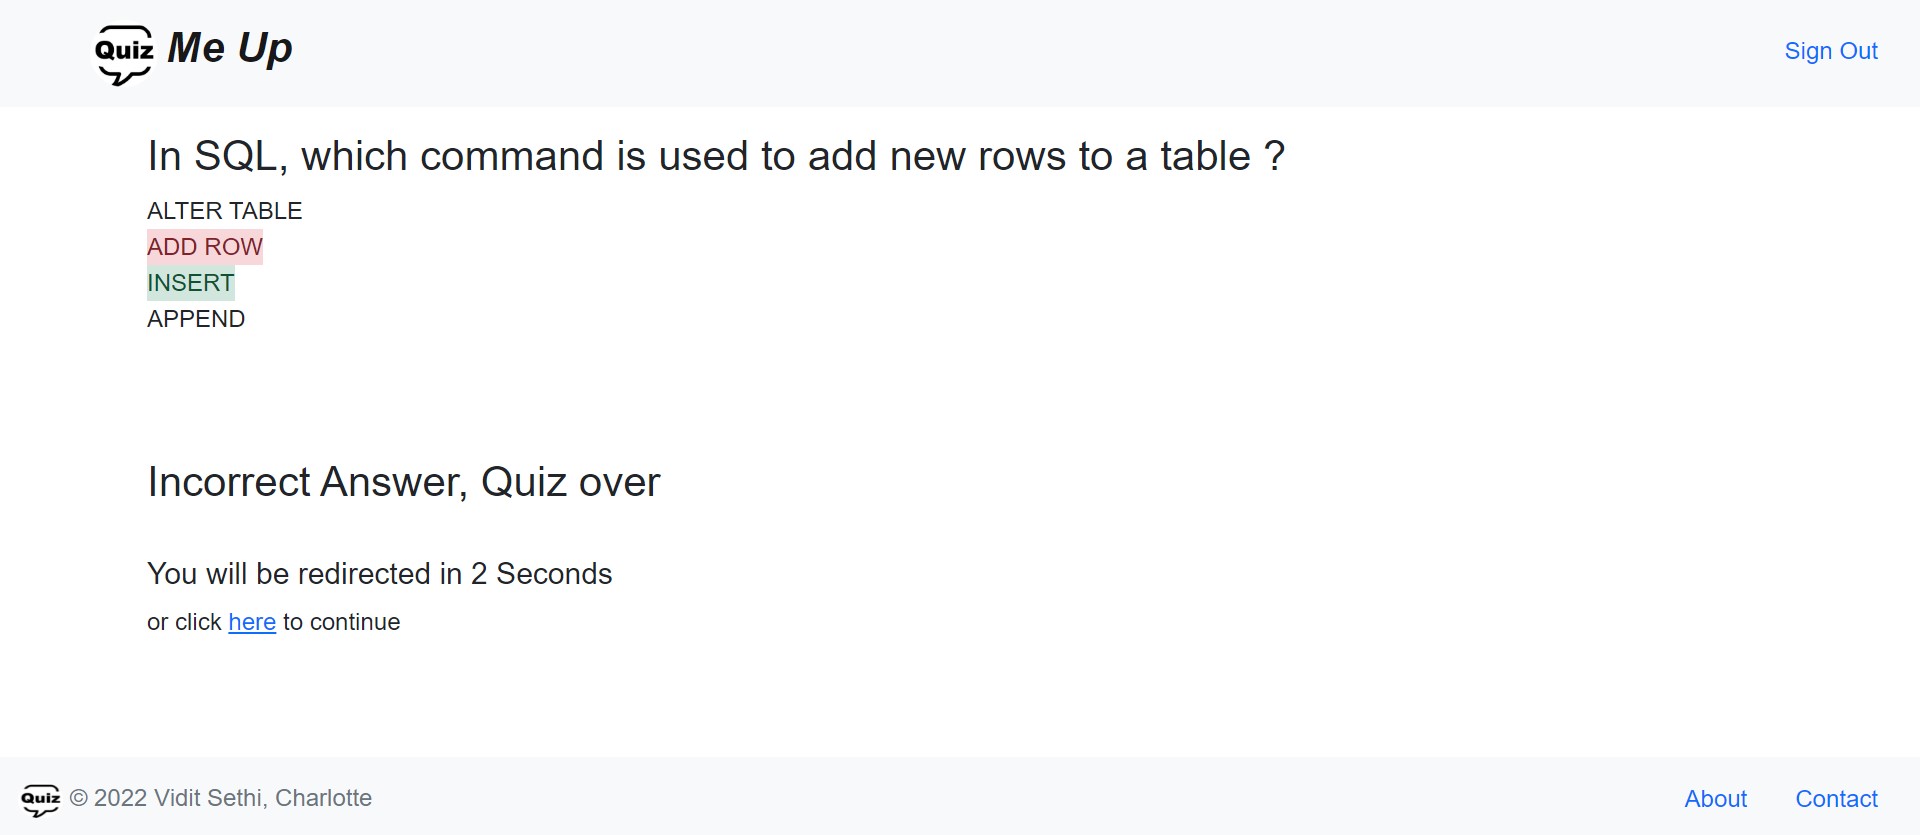 Quiz Me Up
Sign Out
In SQL, which command is used to add new rows to a table ?
ALTER TABLE
ADD ROW
INSERT
APPEND
Incorrect Answer, Quiz over
You will be redirected in 2 Seconds
or click here to continue
Quiz © 2022 Vidit Sethi, Charlotte
About
Contact